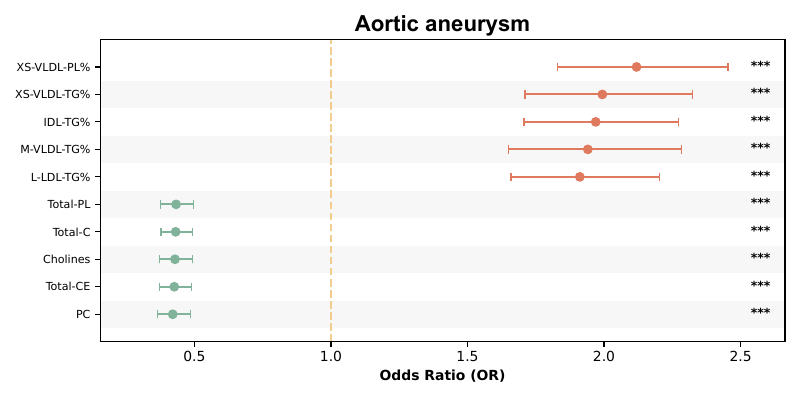 Aortic aneurysm
XS-VLDL-PL% ***
XS-VLDL-TG% ***
IDL-TG% ***
M-VLDL-TG% ***
L-LDL-TG% ***
Total-PL ***
Total-C ***
Cholines ***
Total-CE ***
PC ***
0.5 1.0 1.5 2.0 2.5
Odds Ratio (OR)